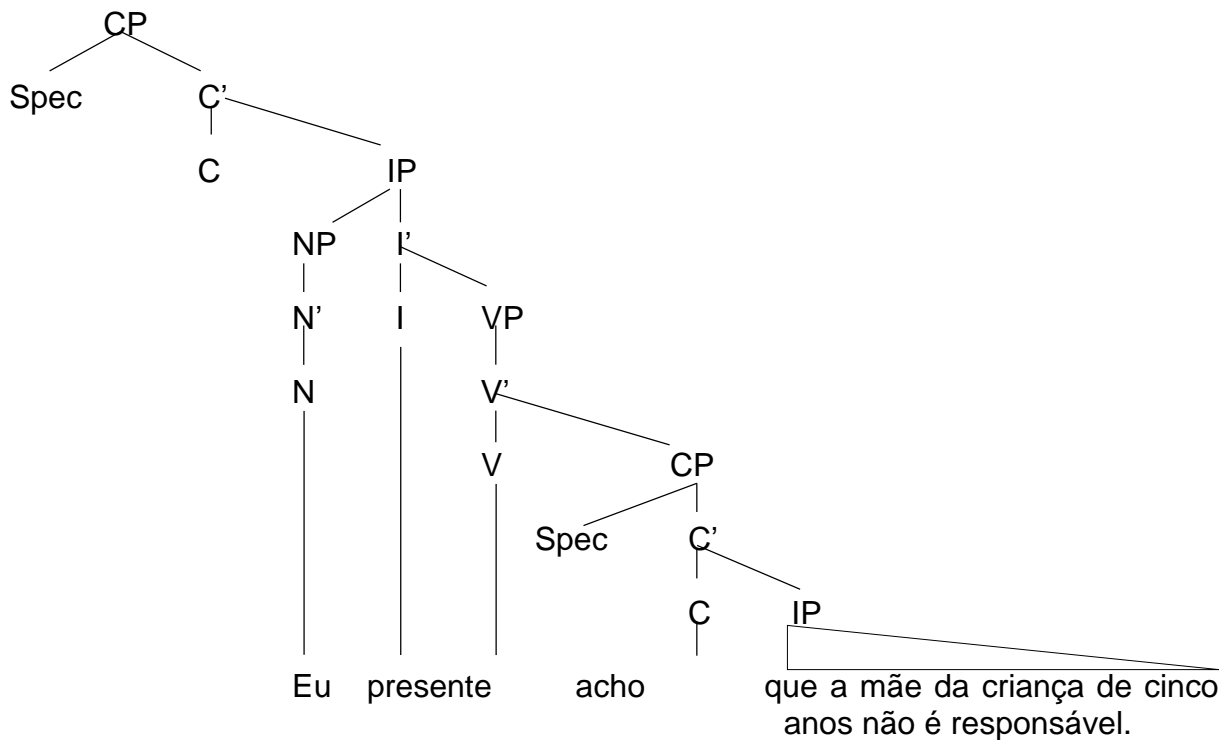 CP
Spec C’
C IP
NP I’
N’ I VP
N V’
V CP
Spec C’
C IP
Eu presente acho que a mãe da criança de cinco
anos não é responsável.